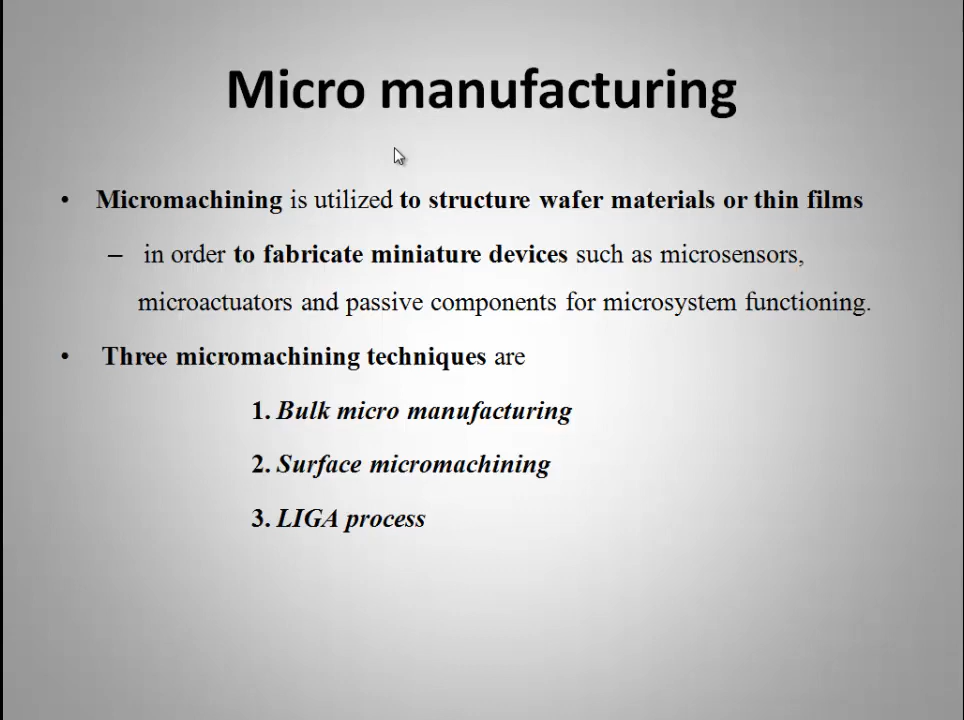 Micro manufacturing
• Micromachining is utilized to structure wafer materials or thin films
– in order to fabricate miniature devices such as microsensors,
microactuators and passive components for microsystem functioning.
• Three micromachining techniques are
1. Bulk micro manufacturing
2. Surface micromachining
3. LIGA process